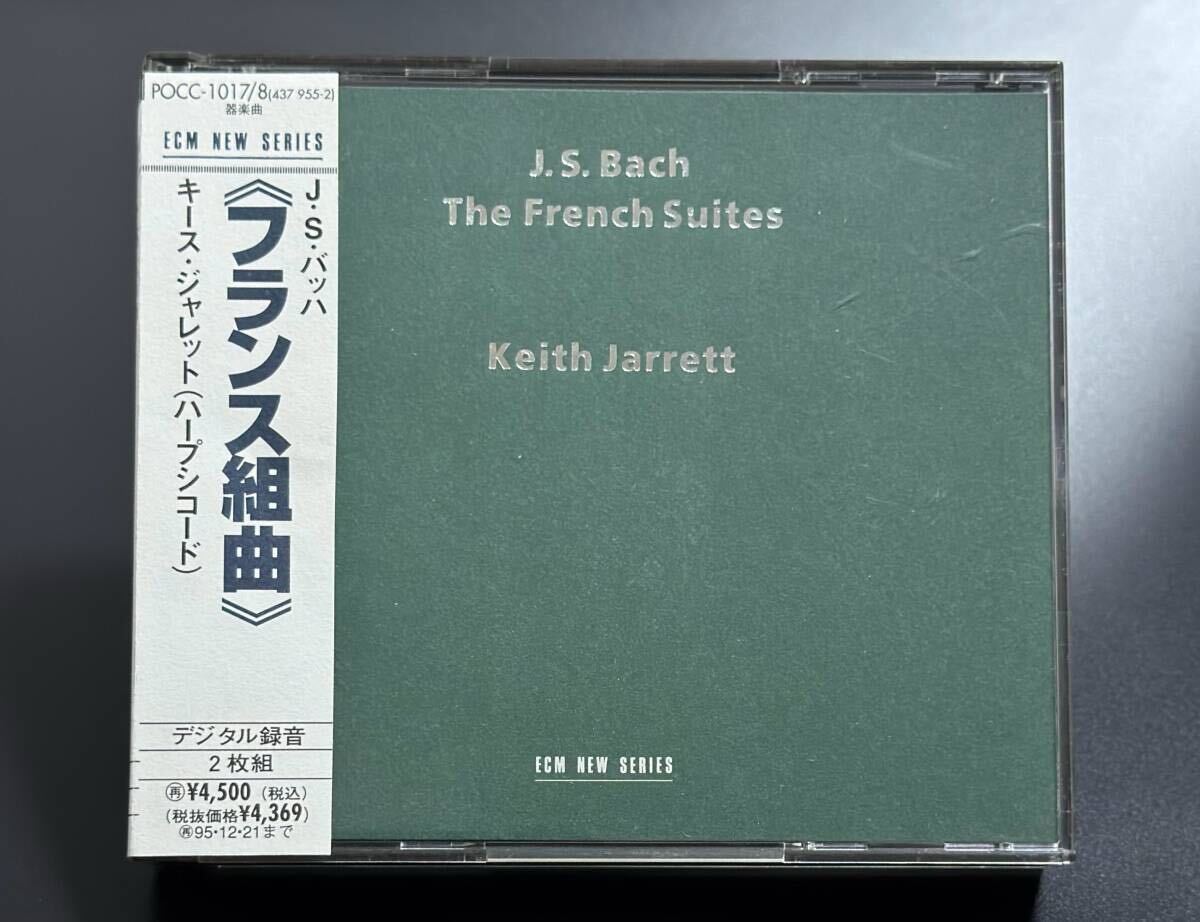 POCC-1017/8(437 955-2)
器楽曲
ECM NEW SERIES
J・S・バッハ
《フランス組曲》
キース・ジャレット(ハープシコード)
デジタル録音
2枚組
㊞¥4,500(税込)
(税抜価格¥4,369)
㊞95・12・21まで
J. S. Bach
The French Suites
Keith Jarrett
ECM NEW SERIES